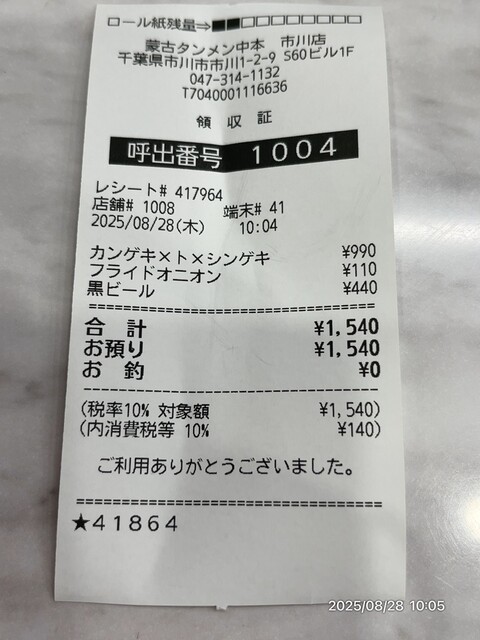 ロール紙残量⇒■■□□□□□□□□
蒙古タンメン中本 市川店
千葉県市川市市川1-2-9 S60ビル1F
047-314-1132
T7040001116636
領 収 証
呼出番号 1004
レシート# 417964
店舗# 1008 端末# 41
2025/08/28(木) 10:04
カンゲキ×ト×シンゲキ ¥990
フライドオニオン ¥110
黒ビール ¥440
合 計 ¥1,540
お預り ¥1,540
お 釣 ¥0
(税率10% 対象額 ¥1,540)
(内消費税等 10% ¥140)
ご利用ありがとうございました。
★41864
2025/08/28 10:05